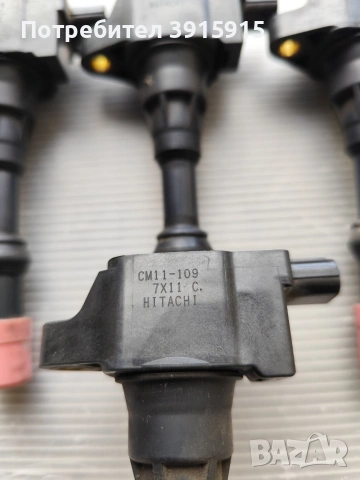 Потребител 3915915
CM11-109
7X11 C.
HITACHI
bazar